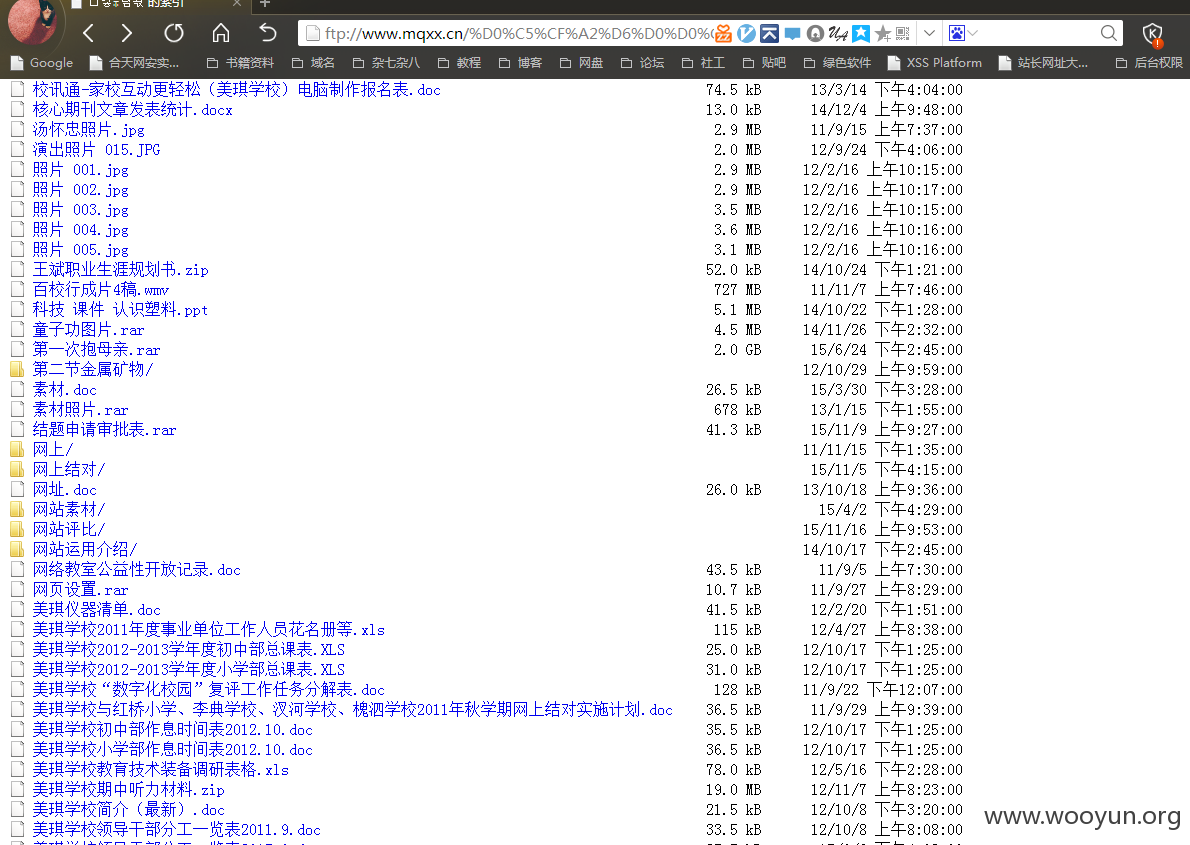 的索引
ftp://www.mqxx.cn/%D0%C5%CF%A2%D6%D0%D0%
Google 合天网安实... 书籍资料 域名 杂七杂八 教程 博客 网盘 论坛 社工 贴吧 绿色软件 XSS Platform 站长网址大... 后台权限
校讯通-家校互动更轻松（美琪学校）电脑制作报名表.doc 74.5 kB 13/3/14 下午4:04:00
核心期刊文章发表统计.docx 13.0 kB 14/12/4 上午9:48:00
汤怀忠照片.jpg 2.9 MB 11/9/15 上午7:37:00
演出照片 015.JPG 2.0 MB 12/9/24 下午4:06:00
照片 001.jpg 2.9 MB 12/2/16 上午10:15:00
照片 002.jpg 2.9 MB 12/2/16 上午10:17:00
照片 003.jpg 3.5 MB 12/2/16 上午10:15:00
照片 004.jpg 3.6 MB 12/2/16 上午10:16:00
照片 005.jpg 3.1 MB 12/2/16 上午10:16:00
王斌职业生涯规划书.zip 52.0 kB 14/10/24 下午1:21:00
百校行成片4稿.wmv 727 MB 11/11/7 上午7:46:00
科技 课件 认识塑料.ppt 5.1 MB 14/10/22 下午1:28:00
童子功图片.rar 4.5 MB 14/11/26 下午2:32:00
第一次抱母亲.rar 2.0 GB 15/6/24 下午2:45:00
第二节金属矿物/ 12/10/29 上午9:59:00
素材.doc 26.5 kB 15/3/30 下午3:28:00
素材照片.rar 678 kB 13/1/15 下午1:55:00
结题申请审批表.rar 41.3 kB 15/11/9 上午9:27:00
网上/ 11/11/15 下午1:35:00
网上结对/ 15/11/5 下午4:15:00
网址.doc 26.0 kB 13/10/18 上午9:36:00
网站素材/ 15/4/2 下午4:29:00
网站评比/ 15/11/16 上午9:53:00
网站运用介绍/ 14/10/17 下午2:45:00
网络教室公益性开放记录.doc 43.5 kB 11/9/5 上午7:30:00
网页设置.rar 10.7 kB 11/9/27 上午8:29:00
美琪仪器清单.doc 41.5 kB 12/2/20 下午1:51:00
美琪学校2011年度事业单位工作人员花名册等.xls 115 kB 12/4/27 上午8:38:00
美琪学校2012-2013学年度初中部总课表.XLS 25.0 kB 12/10/17 下午1:25:00
美琪学校2012-2013学年度小学部总课表.XLS 31.0 kB 12/10/17 下午1:25:00
美琪学校“数字化校园”复评工作任务分解表.doc 128 kB 11/9/22 下午12:07:00
美琪学校与红桥小学、李典学校、汊河学校、槐泗学校2011年秋学期网上结对实施计划.doc 36.5 kB 11/9/29 上午9:39:00
美琪学校初中部作息时间表2012.10.doc 35.5 kB 12/10/17 下午1:25:00
美琪学校小学部作息时间表2012.10.doc 36.5 kB 12/10/17 下午1:25:00
美琪学校教育技术装备调研表格.xls 78.0 kB 12/5/16 下午2:28:00
美琪学校期中听力材料.zip 19.0 MB 12/11/7 上午8:23:00
美琪学校简介（最新）.doc 21.5 kB 12/10/8 下午3:20:00
美琪学校领导干部分工一览表2011.9.doc 33.5 kB 12/10/8 上午8:08:00
www.wooyun.org